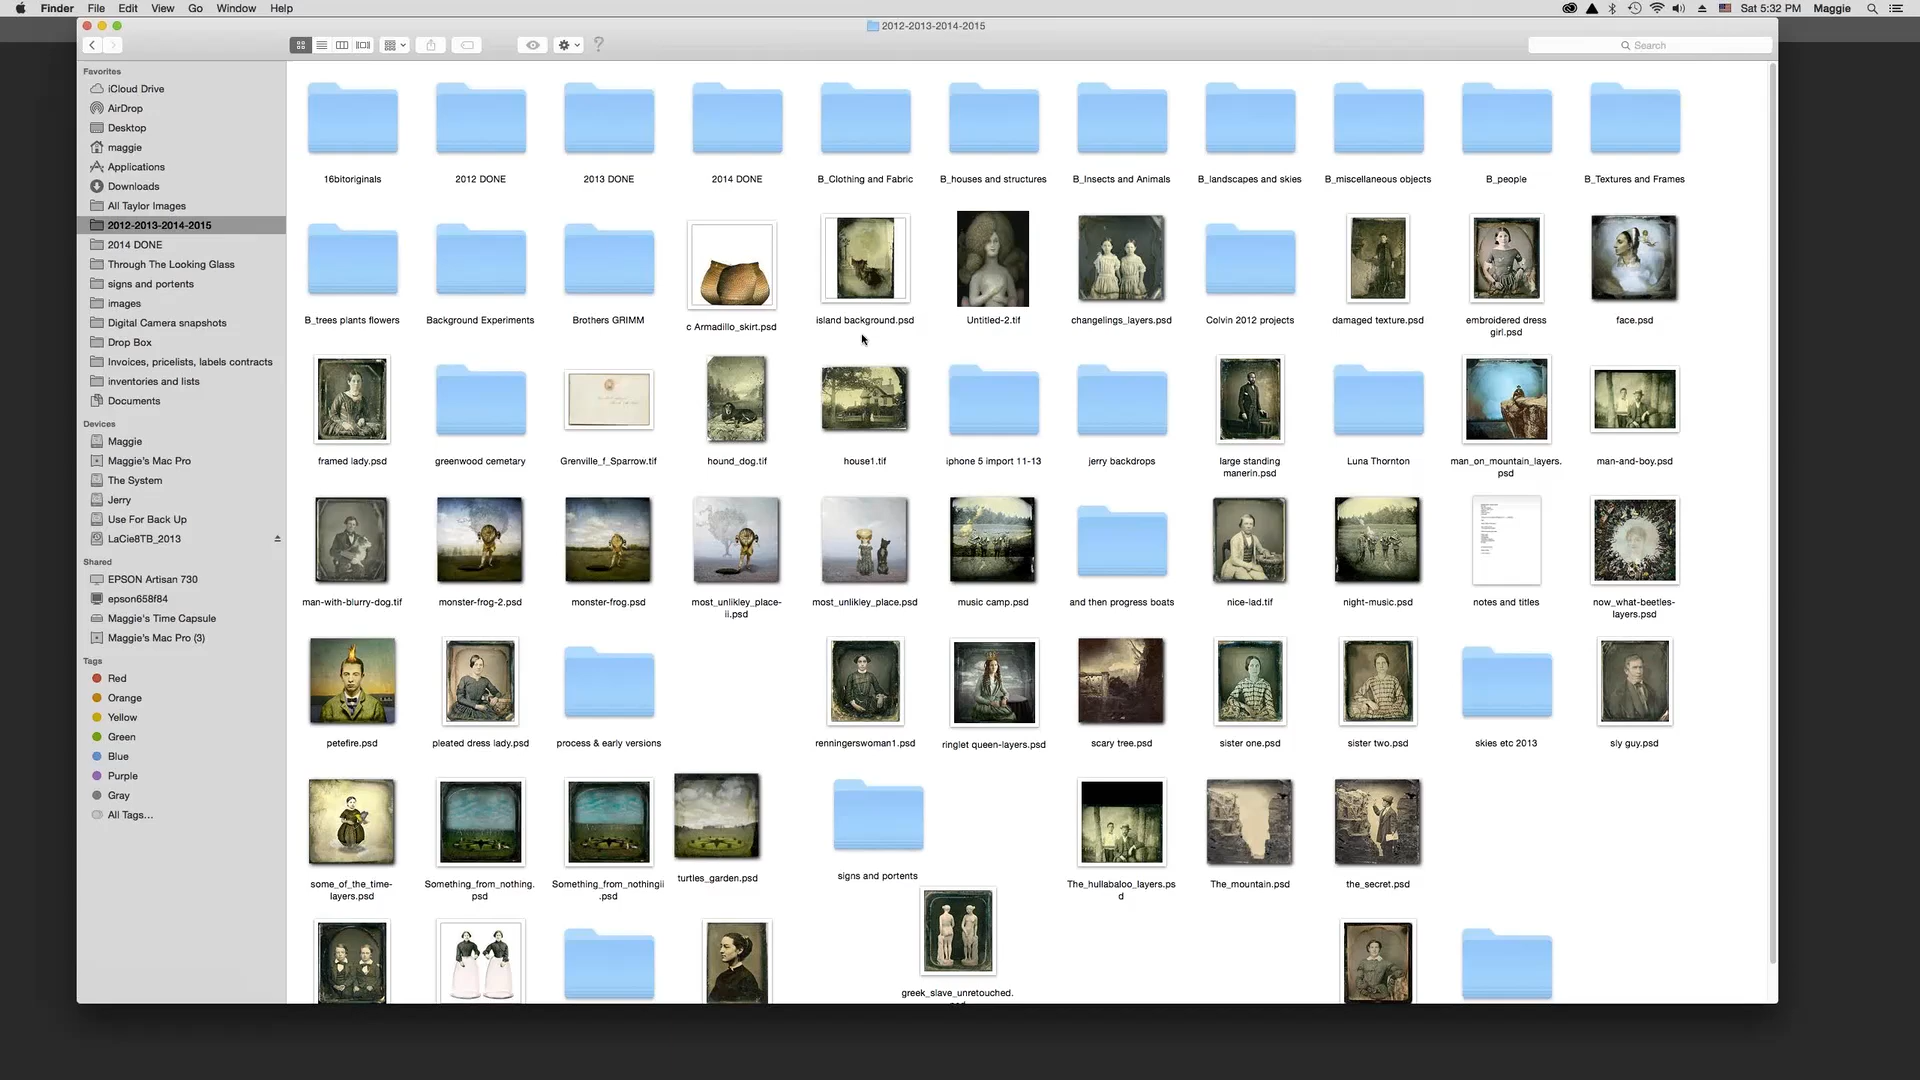 Finder File Edit View Go Window Help
Sat 5:32 PM Maggie
2012-2013-2014-2015
Search
Favorites
iCloud Drive
AirDrop
Desktop
maggie
Applications
Downloads
All Taylor Images
2012-2013-2014-2015
2014 DONE
Through The Looking Glass
signs and portents
images
Digital Camera snapshots
Drop Box
Invoices, pricelists, labels contracts
inventories and lists
Documents
Devices
Maggie
Maggie's Mac Pro
The System
Jerry
Use For Back Up
LaCie8TB_2013
Shared
EPSON Artisan 730
epson658f84
Maggie's Time Capsule
Maggie's Mac Pro (3)
Tags
Red
Orange
Yellow
Green
Blue
Purple
Gray
All Tags...
16bitoriginals
2012 DONE
2013 DONE
2014 DONE
B_Clothing and Fabric
B_houses and structures
B_Insects and Animals
B_landscapes and skies
B_miscellaneous objects
B_people
B_Textures and Frames
B_trees plants flowers
Background Experiments
Brothers GRIMM
c Armadillo_skirt.psd
island background.psd
Untitled-2.tif
changelings_layers.psd
Colvin 2012 projects
damaged texture.psd
embroidered dress
girl.psd
face.psd
framed lady.psd
greenwood cemetary
Grenville_f_Sparrow.tif
hound_dog.tif
house1.tif
iphone 5 import 11-13
jerry backdrops
large standing
manerin.psd
Luna Thornton
man_on_mountain_layers.
psd
man-and-boy.psd
man-with-blurry-dog.tif
monster-frog-2.psd
monster-frog.psd
most_unlikley_place-
ii.psd
most_unlikley_place.psd
music camp.psd
and then progress boats
nice-lad.tif
night-music.psd
notes and titles
now_what-beetles-
layers.psd
petefire.psd
pleated dress lady.psd
process & early versions
renningerswoman1.psd
ringlet queen-layers.psd
scary tree.psd
sister one.psd
sister two.psd
skies etc 2013
sly guy.psd
some_of_the_time-
layers.psd
Something_from_nothing.
psd
Something_from_nothingii
.psd
turtles_garden.psd
signs and portents
The_hullabaloo_layers.ps
d
The_mountain.psd
the_secret.psd
greek_slave_unretouched.